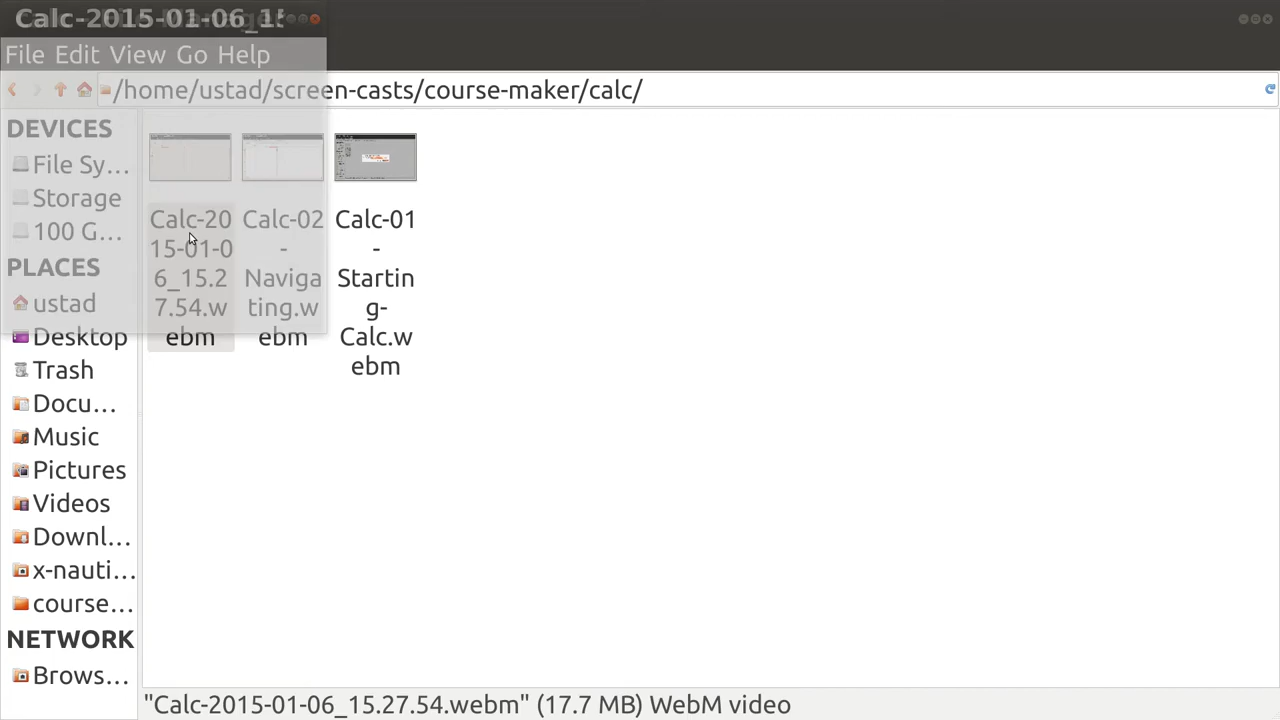 Calc-2015-01-06_15
File Edit View Go Help
/home/ustad/screen-casts/course-maker/calc/
DEVICES
File Sy...
Storage
100 G...
PLACES
ustad
Desktop
Trash
Docu...
Music
Pictures
Videos
Downl...
x-nauti...
course...
NETWORK
Brows...
Calc-20
15-01-0
6_15.2
7.54.w
ebm
Calc-02
-
Naviga
ting.w
ebm
Calc-01
-
Startin
g-
Calc.w
ebm
"Calc-2015-01-06_15.27.54.webm" (17.7 MB) WebM video